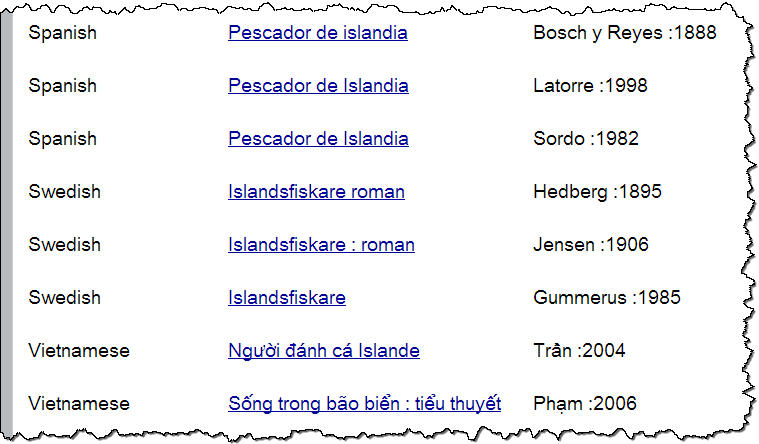 Spanish Pescador de islandia Bosch y Reyes :1888
Spanish Pescador de Islandia Latorre :1998
Spanish Pescador de Islandia Sordo :1982
Swedish Islandsfiskare roman Hedberg :1895
Swedish Islandsfiskare : roman Jensen :1906
Swedish Islandsfiskare Gummerus :1985
Vietnamese Người đánh cá Islande Trần :2004
Vietnamese Sống trong bão biển : tiểu thuyết Phạm :2006